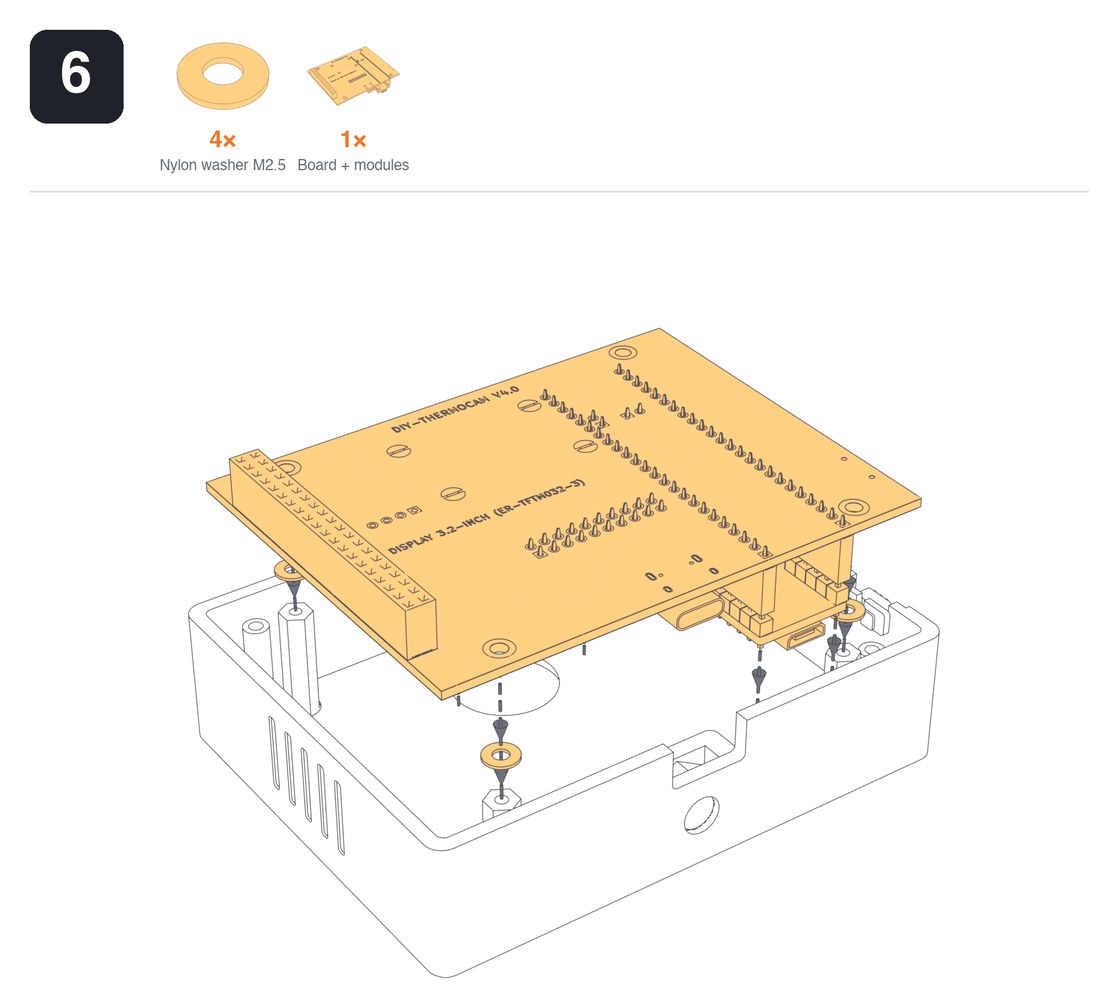 6
4× 1×
Nylon washer M2.5 Board + modules
DIY-THERMOCAM V4.0
DISPLAY 3.2-INCH (ER-TFTM032-3)